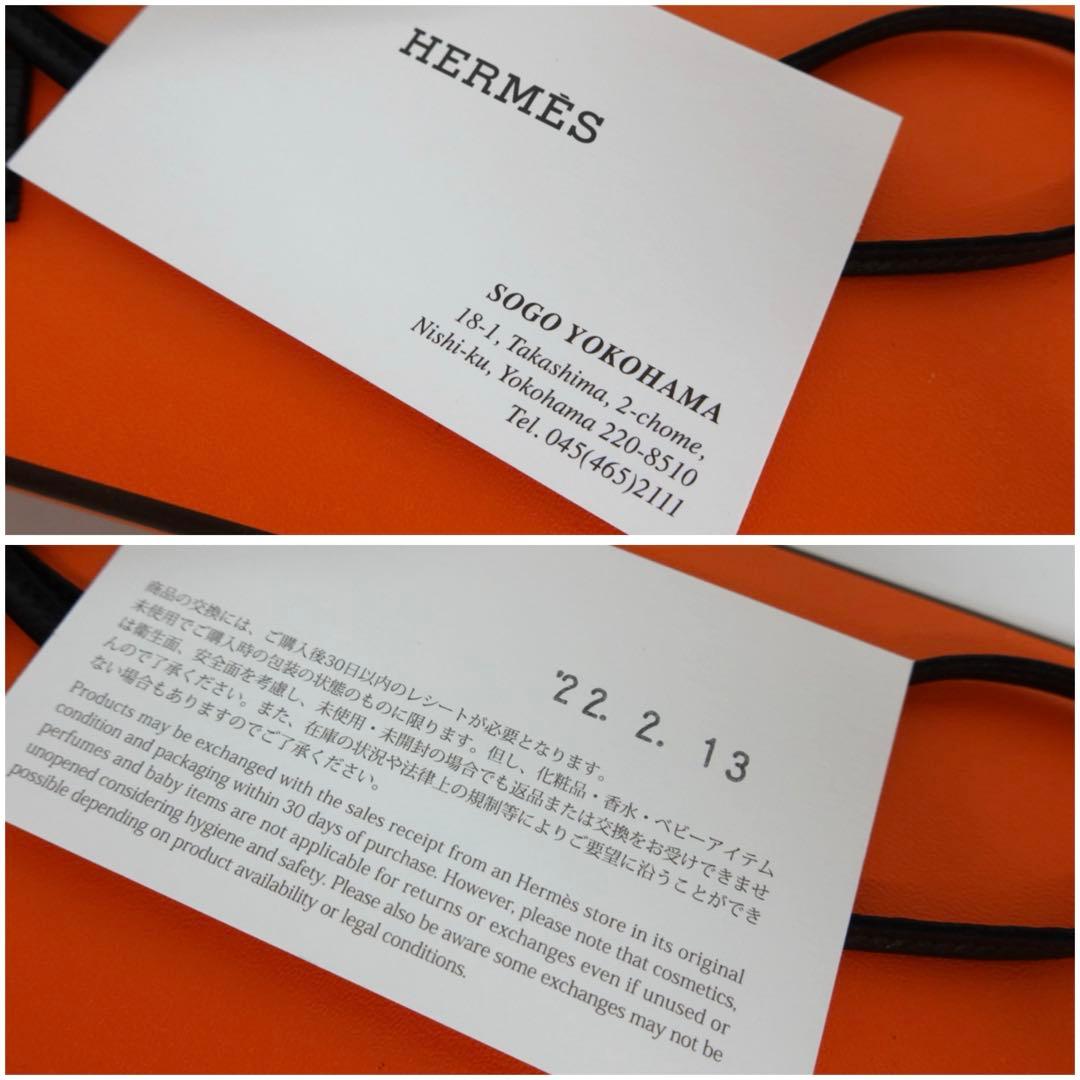 HERMÈS
SOGO YOKOHAMA
18-1, Takashima, 2-chome,
Nishi-ku, Yokohama 220-8510
Tel. 045(465)2111
'22. 2. 13
商品の交換には、ご購入後30日以内のレシートが必要となります。
未使用でご購入時の包装の状態のものに限ります。但し、化粧品・香水・ベビーアイテム
は衛生面、安全面を考慮し、未使用・未開封の場合でも返品または交換をお受けできませ
んので了承ください。また、在庫の状況や法律上の規制等によりご要望に沿うことができ
ない場合もありますのでご了承ください。
Products may be exchanged with the sales receipt from an Hermès store in its original
condition and packaging within 30 days of purchase. However, please note that cosmetics,
perfumes and baby items are not applicable for returns or exchanges even if unused or
unopened considering hygiene and safety. Please also be aware some exchanges may not be
possible depending on product availability or legal conditions.